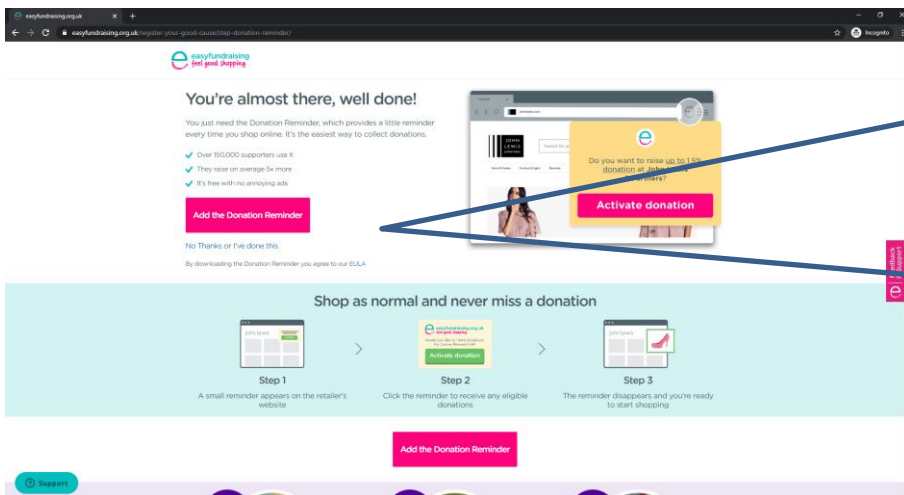 easyfundraising.org.uk
easyfundraising.org.uk/register-your-good-cause/step-donation-reminder/
Incognito
easyfundraising
feel good shopping
You're almost there, well done!
You just need the Donation Reminder, which provides a little reminder
every time you shop online. It's the easiest way to collect donations.
Over 150,000 supporters use it
They raise on average 5x more
It's free with no annoying ads
Add the Donation Reminder
No Thanks or I've done this
By downloading the Donation Reminder you agree to our EULA
johnlewis.com
JOHN
LEWIS
Do you want to raise up to 1.5%
donation at John
Activate donation
Feedback
& Support
Shop as normal and never miss a donation
John Lewis
easyfundraising.org.uk
feel good shopping
Activate donation
Step 1
Step 2
Step 3
A small reminder appears on the retailer's
website
Click the reminder to receive any eligible
donations
The reminder disappears and you're ready
to start shopping
Add the Donation Reminder
Support